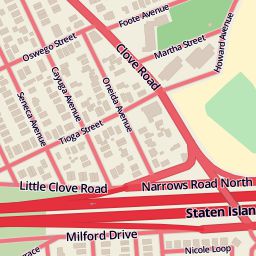 Foote Avenue
Oswego Street
Martha Street
Howard Avenue
Clove Road
Cayuga Avenue
Oneida Avenue
Seneca Avenue
Tioga Street
Little Clove Road
Narrows Road North
Staten Islan
Milford Drive
rrace
Nicole Loop